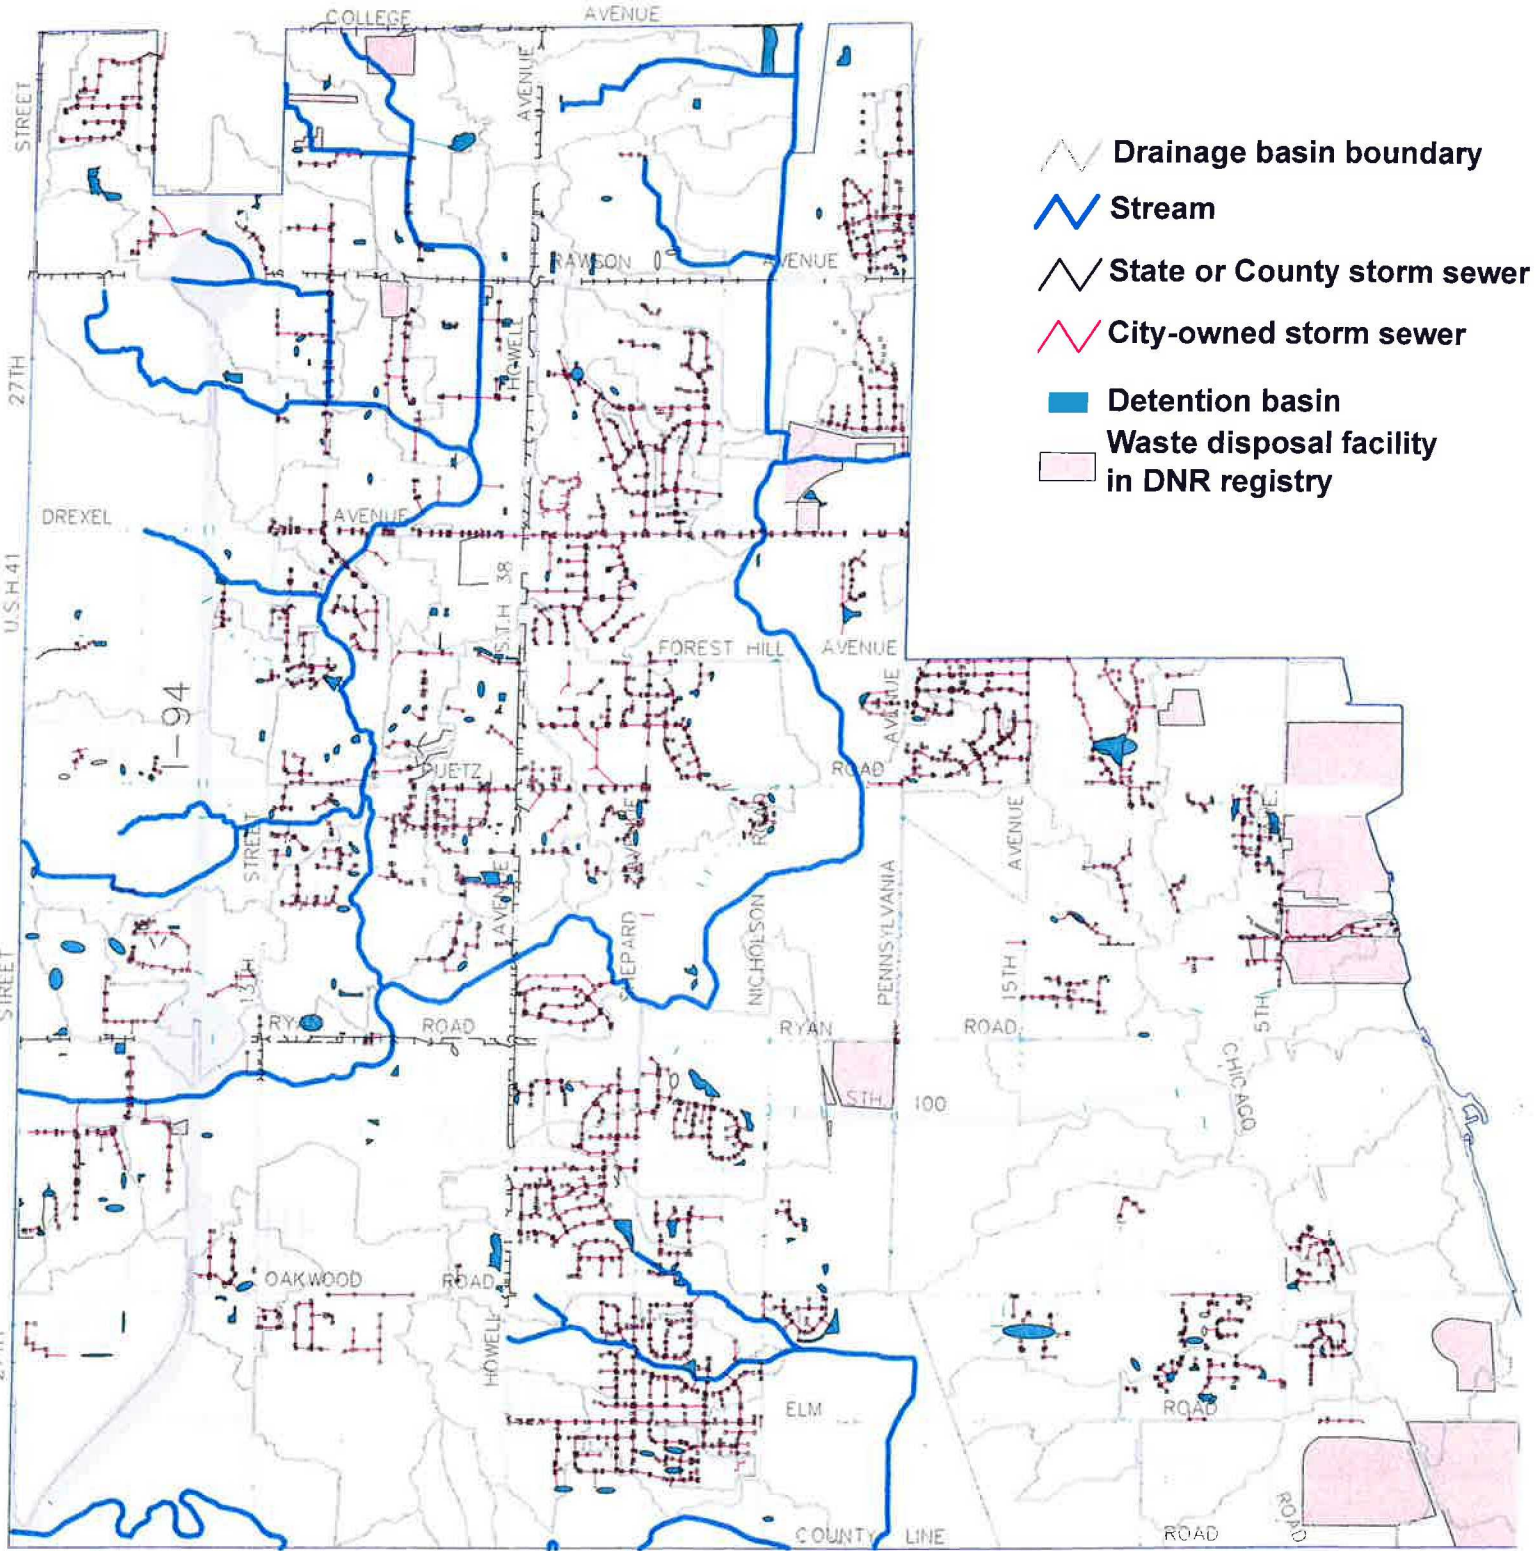 COLLEGE AVENUE
STREET
AVENUE
Drainage basin boundary
Stream
RAWSON AVENUE
State or County storm sewer
City-owned storm sewer
27TH
HOWELL
Detention basin
Waste disposal facility
in DNR registry
DREXEL AVENUE
U.S.H 41
S.T.H 38
FOREST HILL AVENUE
I-94
AVENUE
PUETZ ROAD
STREET
AVENUE
ROAD
AVENUE
AVENUE
PENNSYLVANIA
STREET
13TH
SHEPARD
NICHOLSON
15TH
5TH
ROAD
RYAN
ROAD
CHICAGO
STH 100
OAKWOOD ROAD
HOWELL
ELM
ROAD
ROAD
COUNTY LINE
ROAD